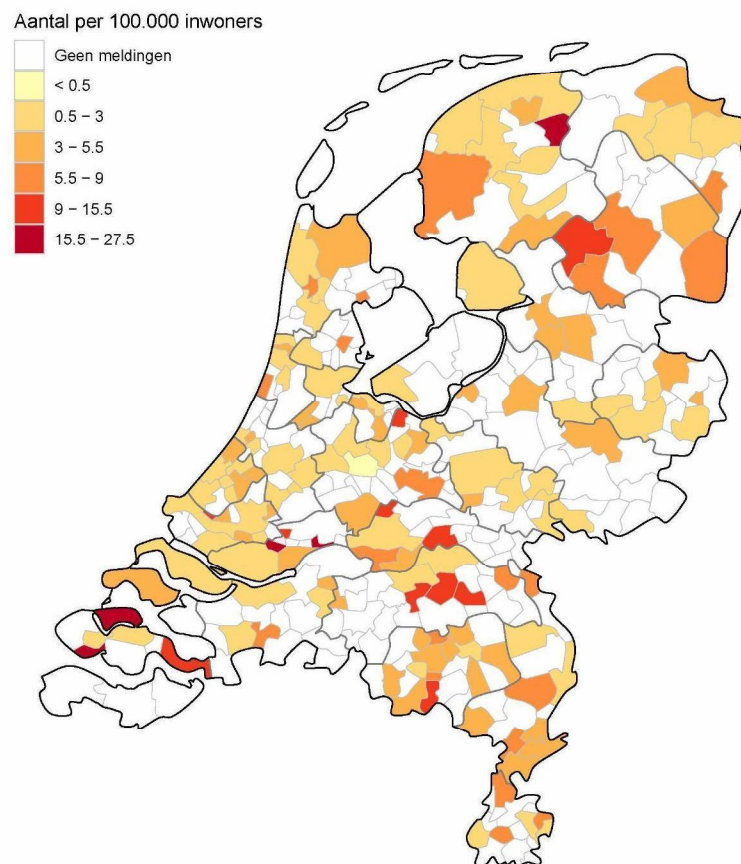 Aantal per 100.000 inwoners
Geen meldingen
< 0.5
0.5 – 3
3 – 5.5
5.5 – 9
9 – 15.5
15.5 – 27.5